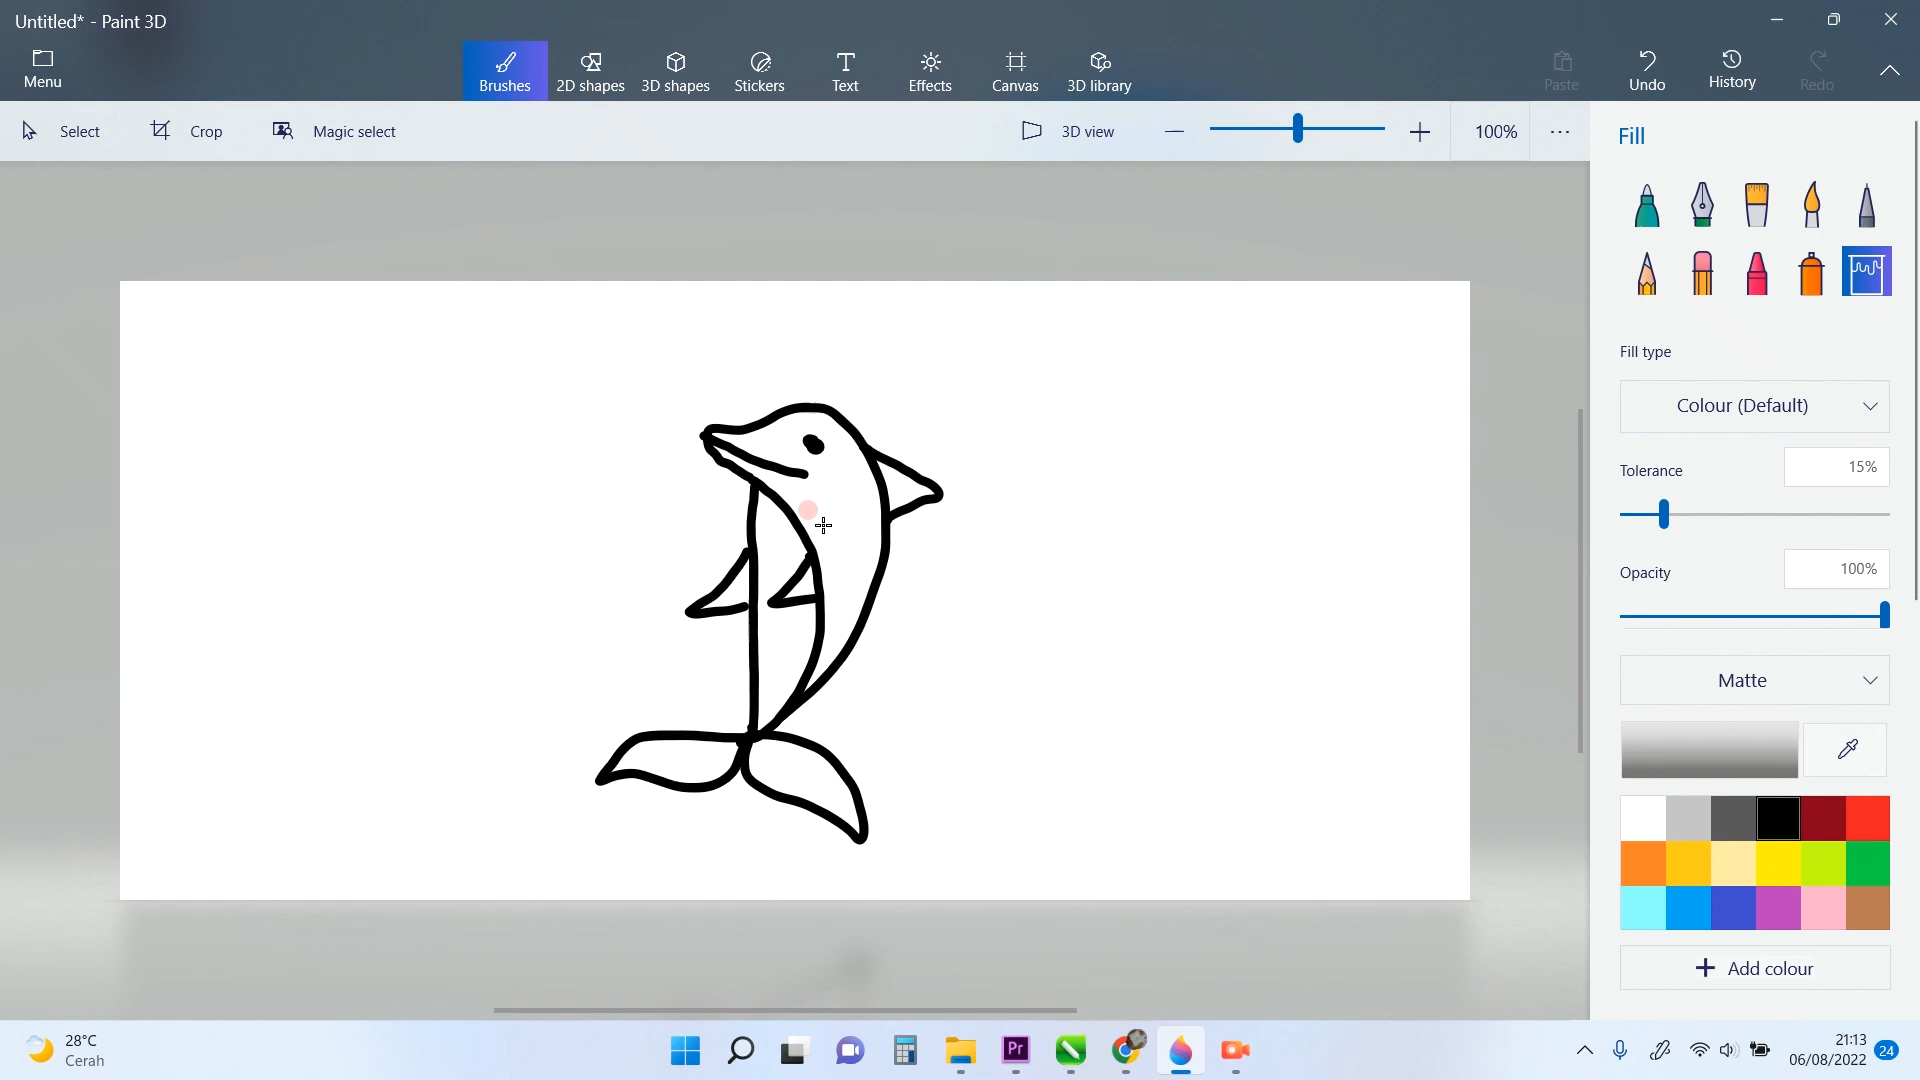 Untitled* - Paint 3D
Menu
Brushes
2D shapes
3D shapes
Stickers
Text
Effects
Canvas
3D library
Paste
Undo
History
Redo
Select
Crop
Magic select
3D view
100%
Fill
Fill type
Colour (Default)
Tolerance
15%
Opacity
100%
Matte
Add colour
28°C
Cerah
Pr
21:13
06/08/2022
24